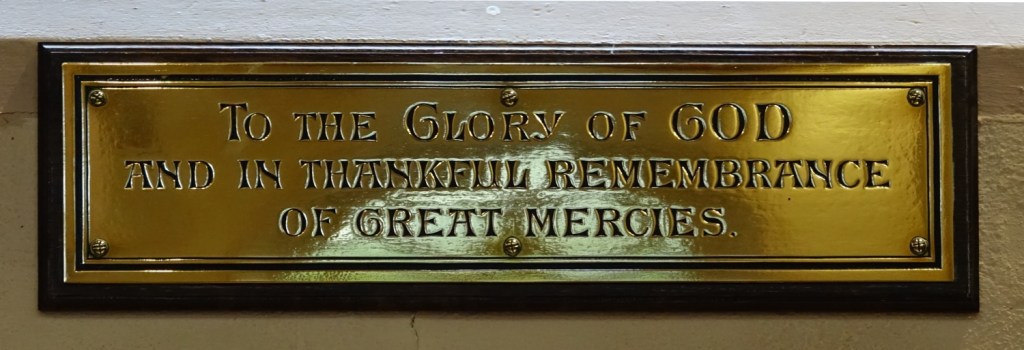 To the Glory of GOD
and in thankful remembrance
of Great Mercies.